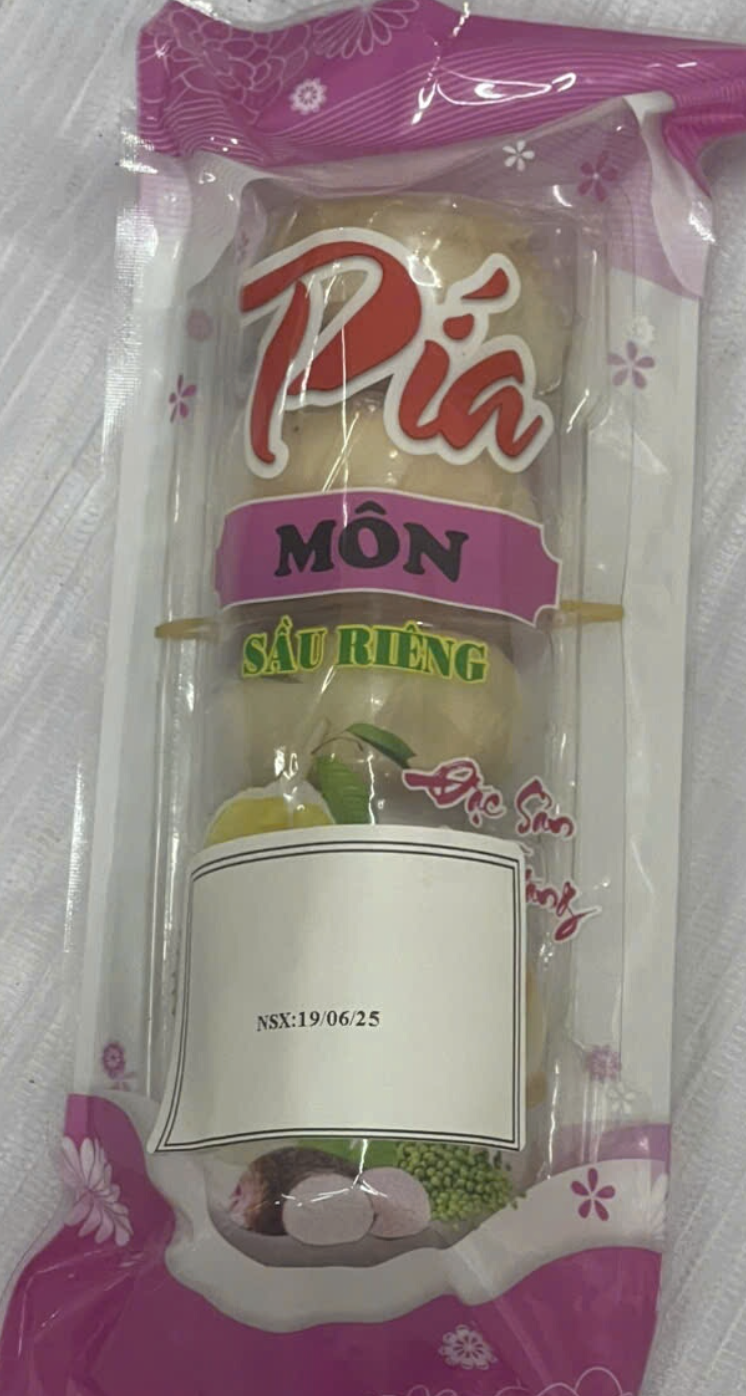 Pía
MÔN
SẦU RIÊNG
Đặc Sản
NSX:19/06/25